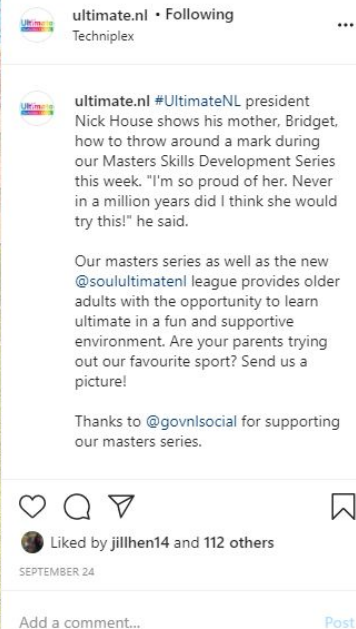 ultimate.nl • Following
Techniplex
Ultimate
ultimate.nl #UltimateNL president
Nick House shows his mother, Bridget,
how to throw around a mark during
our Masters Skills Development Series
this week. "I'm so proud of her. Never
in a million years did I think she would
try this!" he said.
Our masters series as well as the new
@soulultimatenl league provides older
adults with the opportunity to learn
ultimate in a fun and supportive
environment. Are your parents trying
out our favourite sport? Send us a
picture!
Thanks to @govnlsocial for supporting
our masters series.
Liked by jillhen14 and 112 others
SEPTEMBER 24
Add a comment... Post